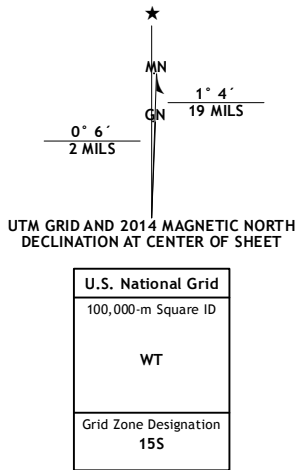 ★
MN
GN
1° 4´
19 MILS
0° 6´
2 MILS
UTM GRID AND 2014 MAGNETIC NORTH
DECLINATION AT CENTER OF SHEET
U.S. National Grid
100,000-m Square ID
WT
Grid Zone Designation
15S